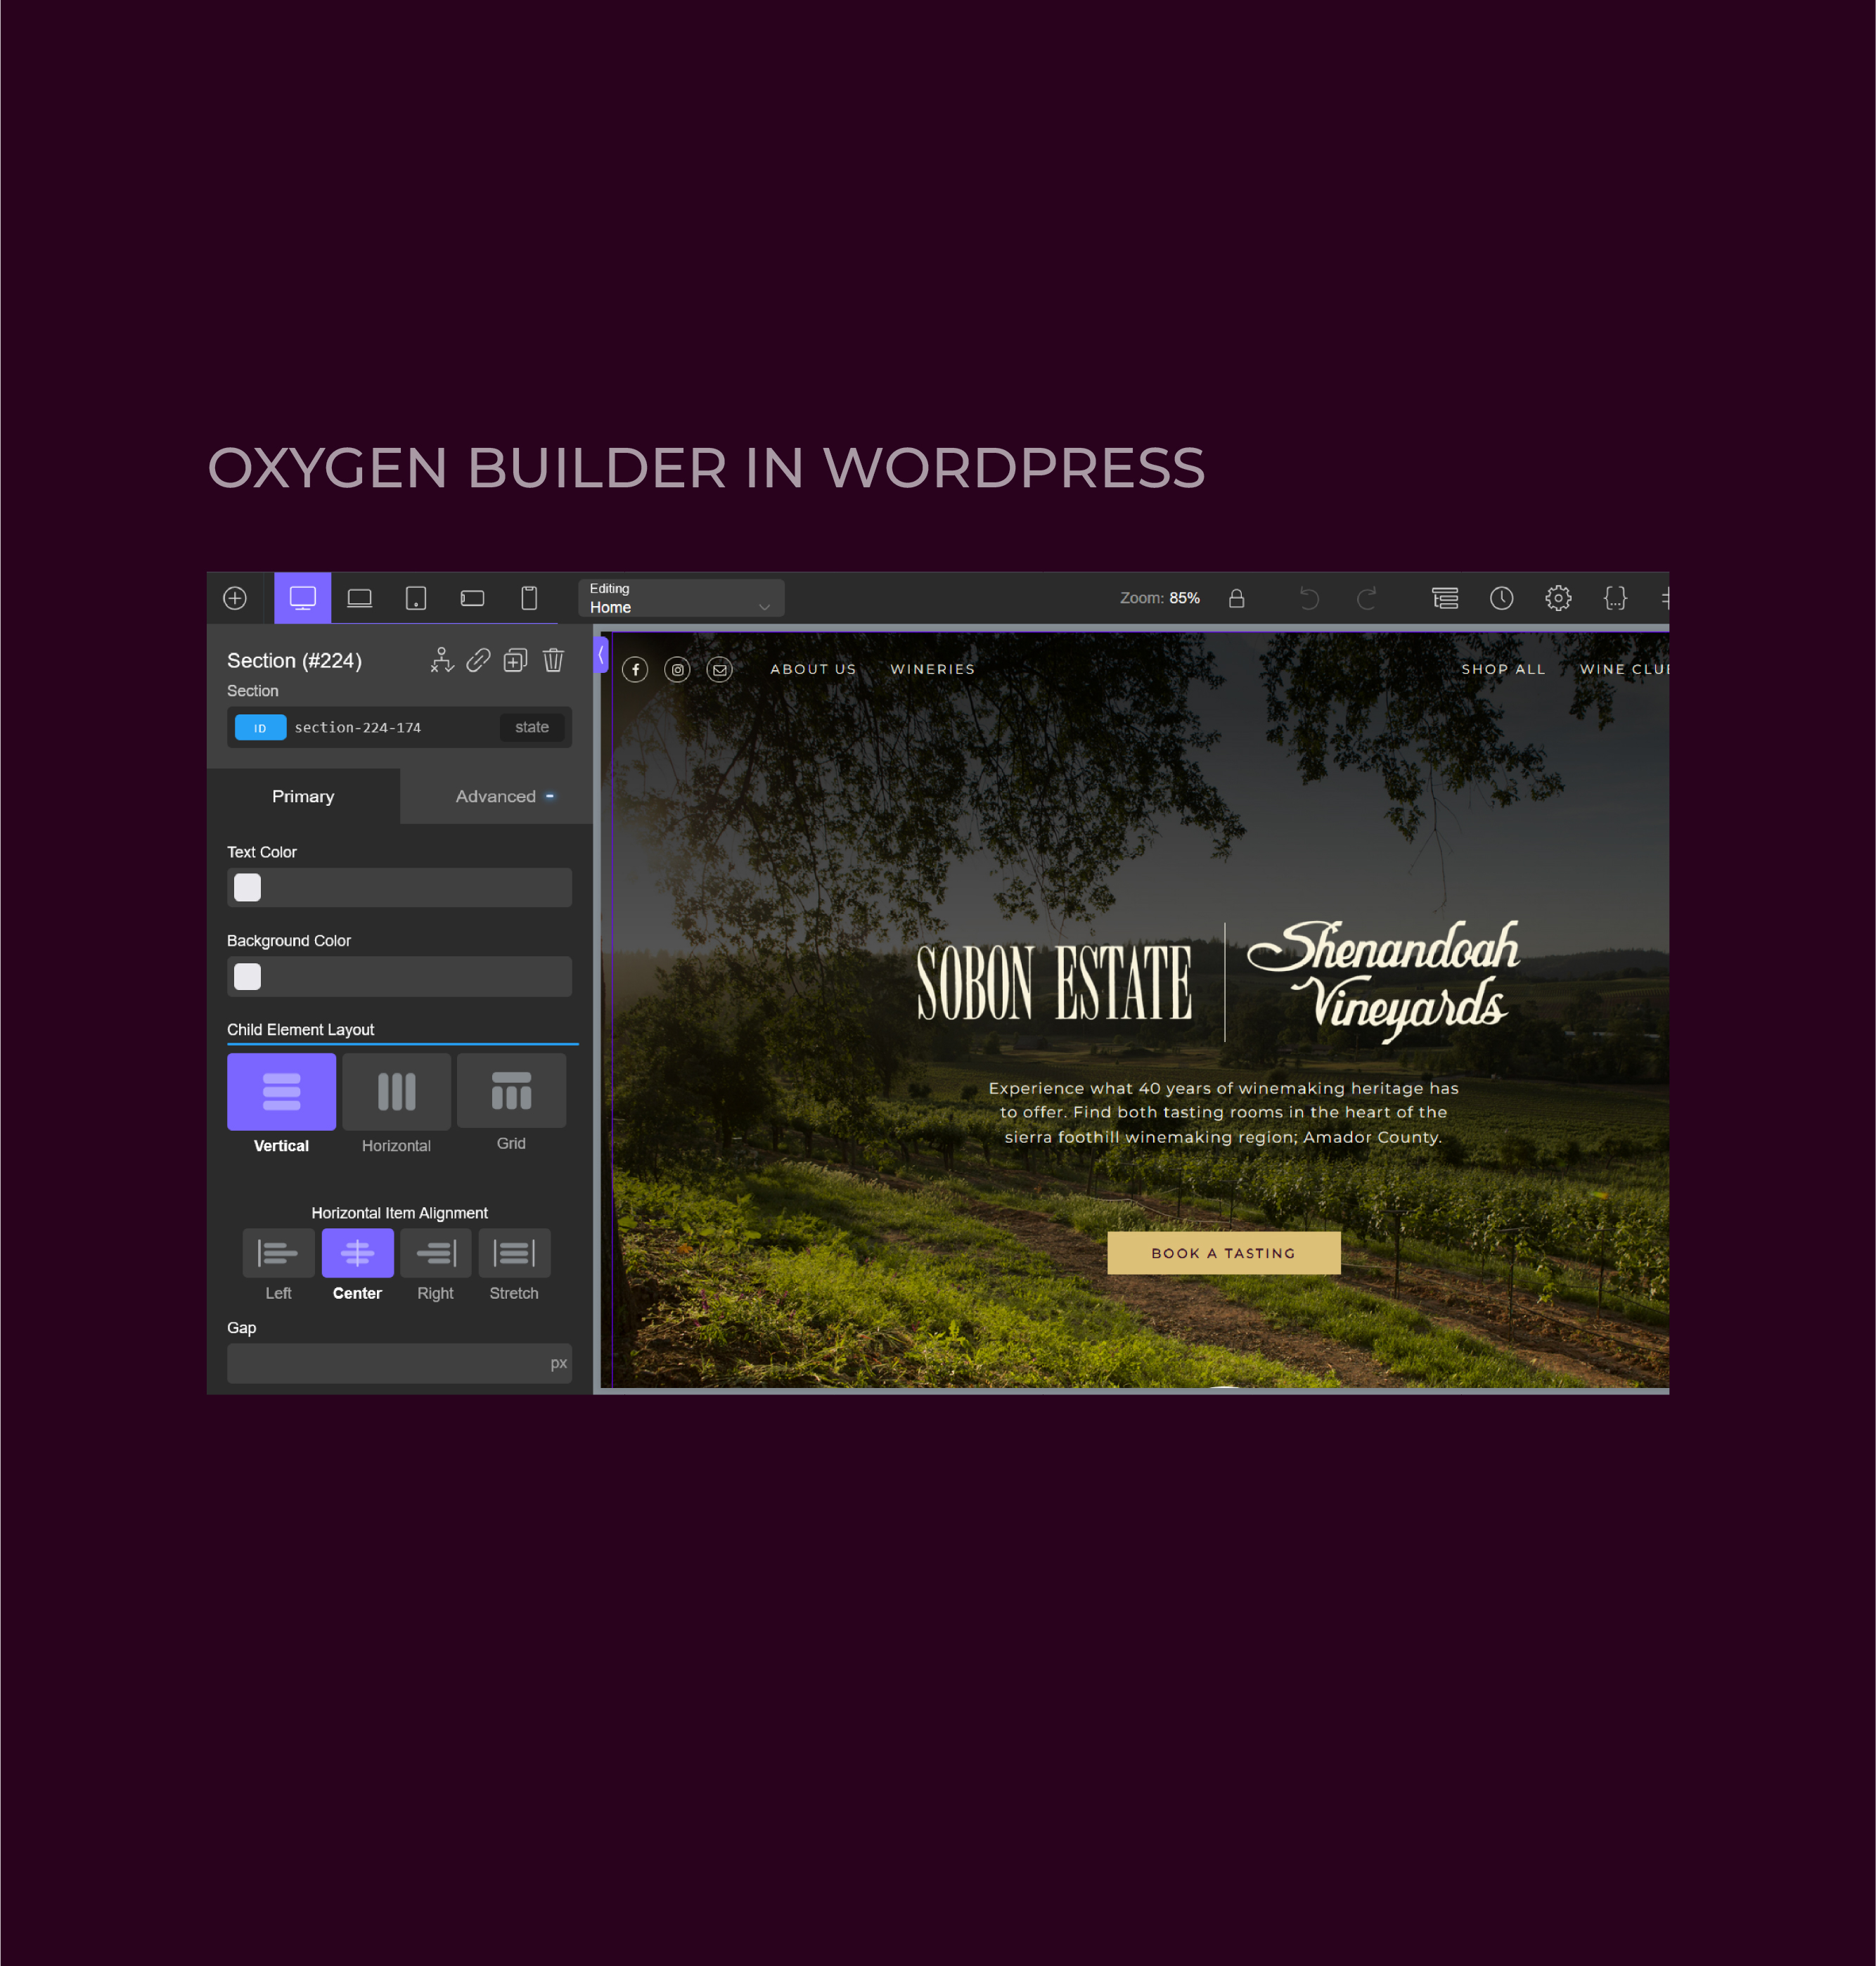 OXYGEN BUILDER IN WORDPRESS
Editing
Home
Zoom: 85%
Section (#224)
Section
ID section-224-174 state
Primary Advanced
Text Color
Background Color
Child Element Layout
Vertical Horizontal Grid
Horizontal Item Alignment
Left Center Right Stretch
Gap
px
ABOUT US WINERIES SHOP ALL WINE CLUB
SOBON ESTATE
Shenandoah
Vineyards
Experience what 40 years of winemaking heritage has
to offer. Find both tasting rooms in the heart of the
sierra foothill winemaking region; Amador County.
BOOK A TASTING